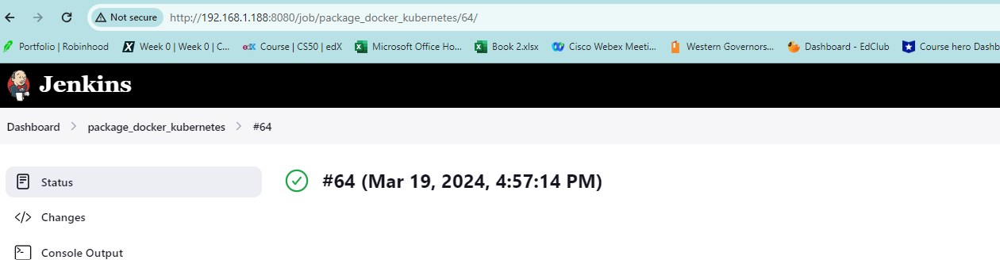 Not secure http://192.168.1.188:8080/job/package_docker_kubernetes/64/
Portfolio | Robinhood Week 0 | Week 0 | C... edX Course | CS50 | edX Microsoft Office Ho... Book 2.xlsx Cisco Webex Meeti... Western Governors... Dashboard - EdClub Course hero Dashb
Jenkins
Dashboard package_docker_kubernetes #64
Status
#64 (Mar 19, 2024, 4:57:14 PM)
Changes
Console Output